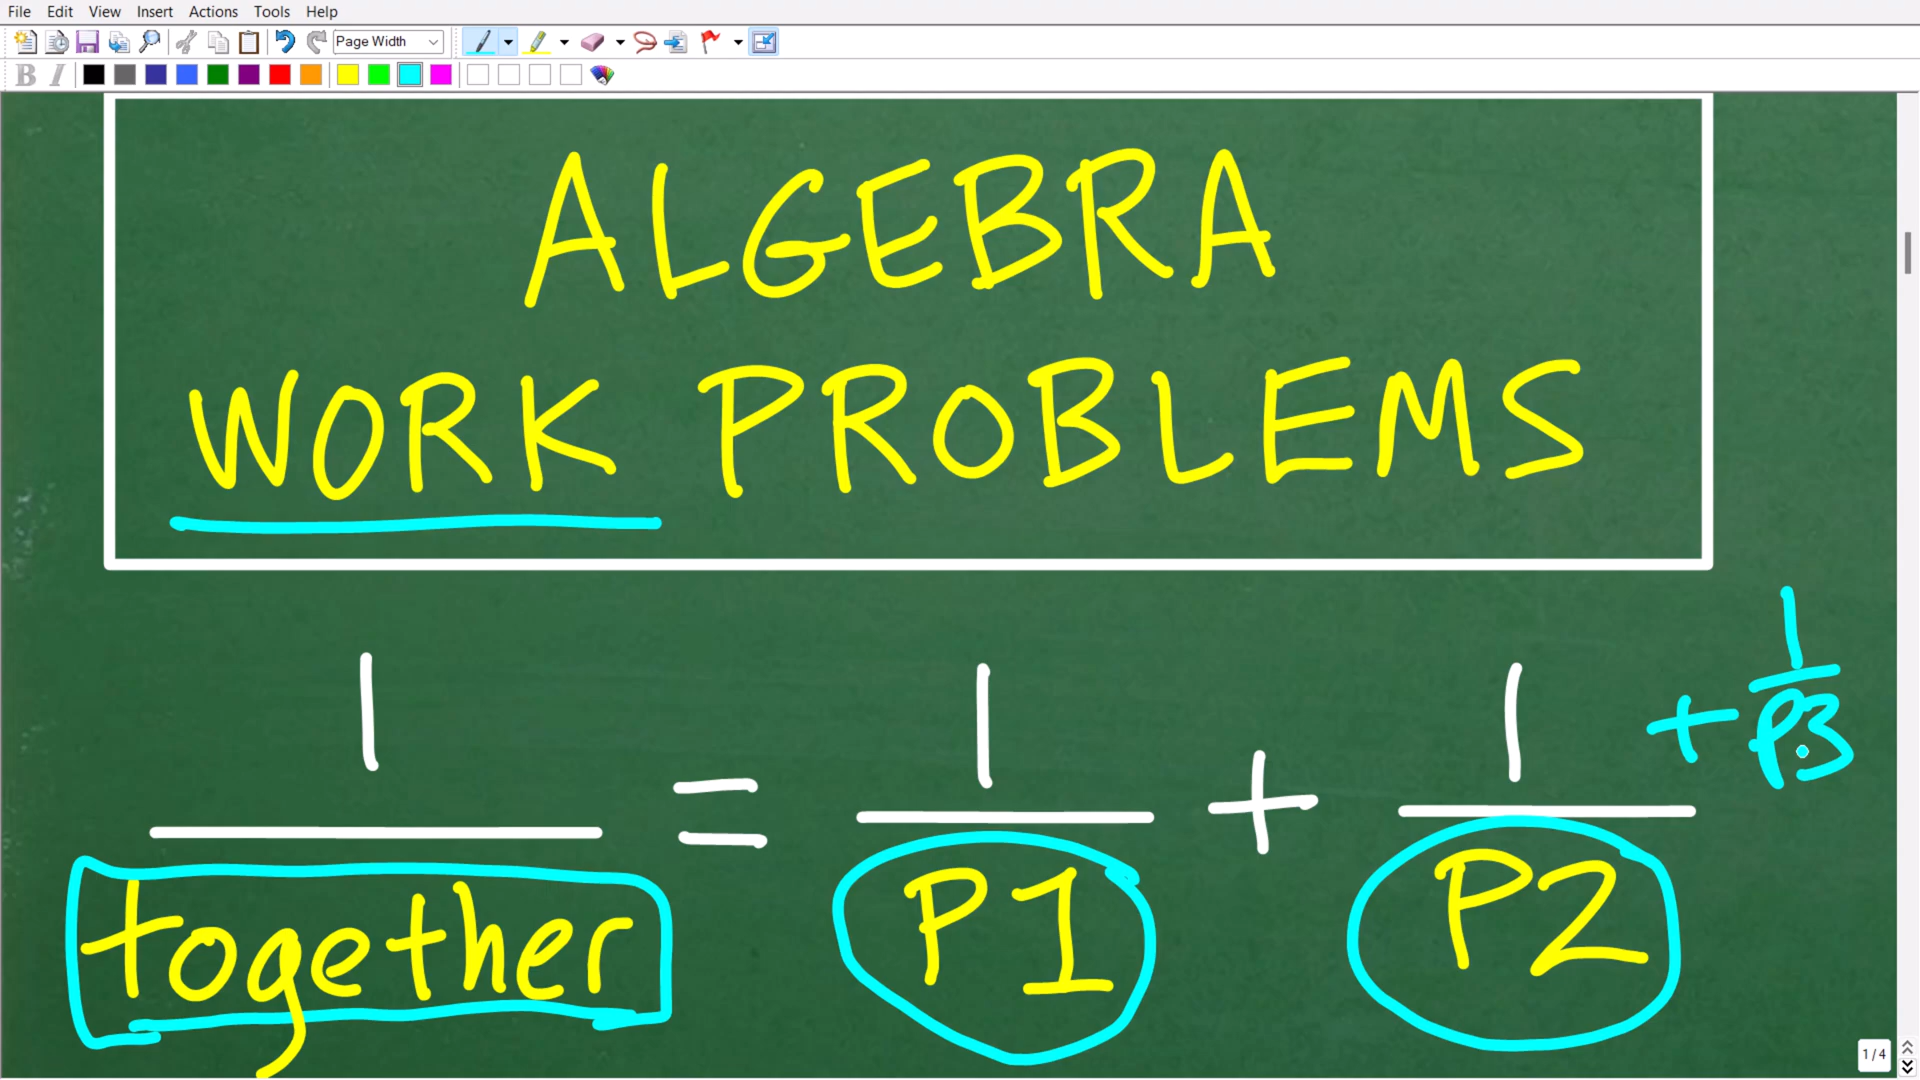 File Edit View Insert Actions Tools Help
Page Width
B I
ALGEBRA
WORK PROBLEMS
1/together = 1/P1 + 1/P2 + 1/P3
1/4